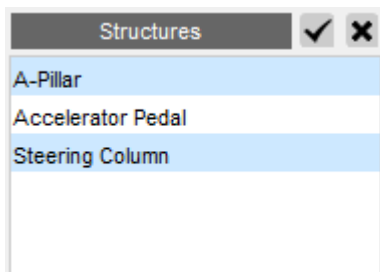 Structures
A-Pillar
Accelerator Pedal
Steering Column